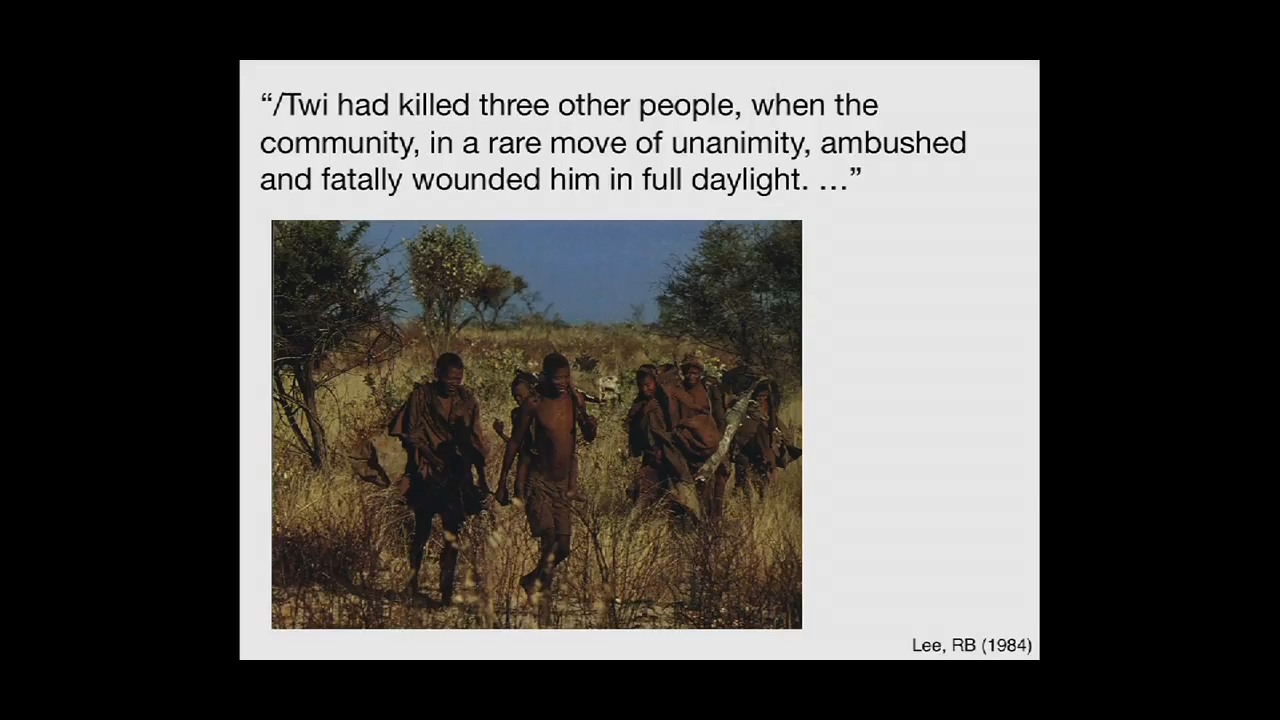 “/Twi had killed three other people, when the
community, in a rare move of unanimity, ambushed
and fatally wounded him in full daylight. …”
Lee, RB (1984)